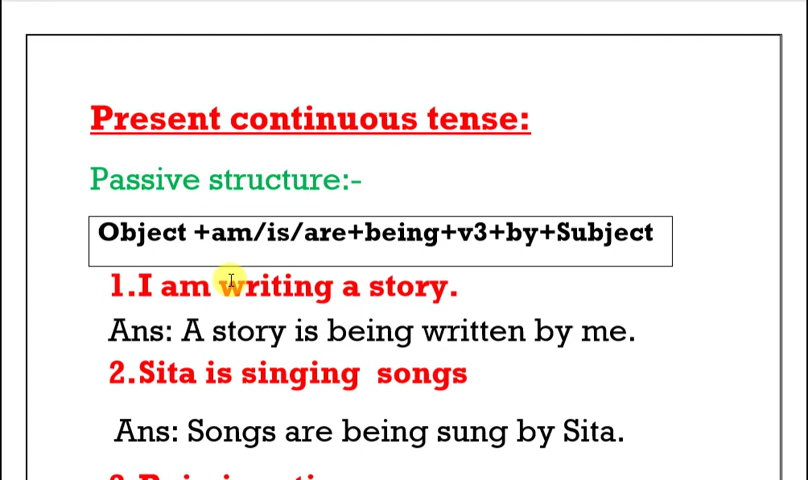 Present continuous tense:
Passive structure:-
Object +am/is/are+being+v3+by+Subject
1.I am writing a story.
Ans: A story is being written by me.
2.Sita is singing  songs
Ans: Songs are being sung by Sita.